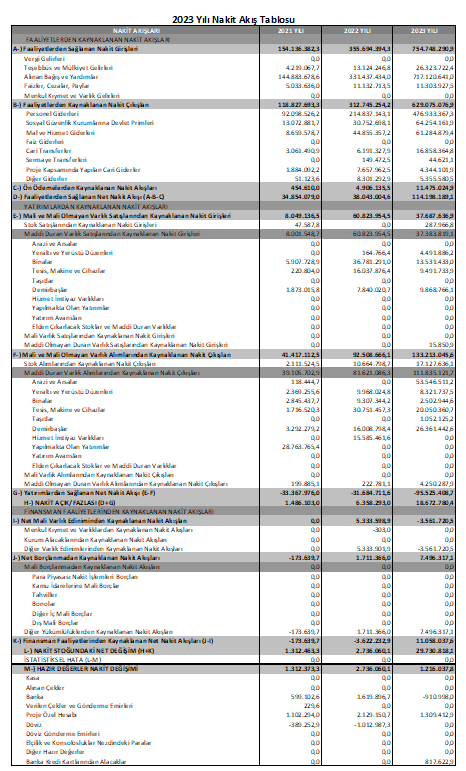 2023 Yılı Nakit Akış Tablosu
NAKİT AKIŞLARI 2021 YILI 2022 YILI 2023 YILI
FAALİYETLERDEN KAYNAKLANAN NAKİT AKIŞLARI
A-) Faaliyetlerden Sağlanan Nakit Girişleri 154.136.382,3 355.694.394,3 754.748.290,9
Vergi Gelirleri 0,0 0,0 0,0
Teşebbüs ve Mülkiyet Gelirleri 4.219.067,7 13.124.246,8 26.323.722,4
Alınan Bağış ve Yardımlar 144.883.678,6 331.437.434,0 717.120.641,0
Faizler, Cezalar, Paylar 5.033.636,0 11.132.713,5 11.303.927,5
Menkul Kıymet ve Varlık Gelirleri 0,0 0,0 0,0
B-) Faaliyetlerden Kaynaklanan Nakit Çıkışları 118.827.693,3 312.745.254,2 629.075.076,9
Personel Giderleri 92.098.526,2 214.837.143,1 476.933.367,3
Sosyal Güvenlik Kurumlarına Devlet Primleri 13.072.881,7 30.752.698,1 64.254.161,9
Mal ve Hizmet Giderleri 8.659.578,7 44.855.357,2 61.284.879,4
Faiz Giderleri 0,0 0,0 0,0
Cari Transferler 3.061.490,9 6.191.327,9 16.858.364,8
Sermaye Transferleri 0,0 149.472,5 44.621,1
Proje Kapsamında Yapılan Cari Giderler 1.884.092,2 7.657.962,5 4.344.101,9
Diğer Giderler 51.123,6 8.301.292,9 5.355.580,5
C-) Ön Ödemelerden Kaynaklanan Nakit Akışları 454.610,0 4.906.135,5 11.475.024,9
D-) Faaliyetlerden Sağlanan Net Nakit Akışı (A-B-C) 34.854.079,0 38.043.004,6 114.198.189,1
YATIRIMLARDAN KAYNAKLANAN NAKİT AKIŞLARI
E-) Mali ve Mali Olmayan Varlık Satışlarından Kaynaklanan Nakit Girişleri 8.049.136,5 60.823.954,5 37.687.636,9
Stok Satışlarından Kaynaklanan Nakit Girişleri 47.587,8 0,0 287.966,8
Maddi Duran Varlık Satışlarından Kaynaklanan Nakit Girişleri 8.001.548,7 60.823.954,5 37.383.819,1
Arazi ve Arsalar 0,0 0,0 0,0
Yeraltı ve Yerüstü Düzenleri 0,0 164.766,4 4.491.886,2
Binalar 5.907.728,9 36.781.291,0 13.531.433,0
Tesis, Makine ve Cihazlar 220.804,0 16.037.876,4 9.491.733,9
Taşıtlar 0,0 0,0 0,0
Demirbaşlar 1.873.015,8 7.840.020,7 9.868.766,1
Hizmet İmtiyaz Varlıkları 0,0 0,0 0,0
Yapılmakta Olan Yatırımlar 0,0 0,0 0,0
Yatırım Avansları 0,0 0,0 0,0
Elden Çıkarılacak Stoklar ve Maddi Duran Varlıklar 0,0 0,0 0,0
Mali Varlık Satışlarından Kaynaklanan Nakit Girişleri 0,0 0,0 0,0
Maddi Olmayan Duran Varlık Satışlarından Kaynaklanan Nakit Girişleri 0,0 0,0 15.850,9
F-) Mali ve Mali Olmayan Varlık Alımlarından Kaynaklanan Nakit Çıkışları 41.417.112,5 92.508.666,1 133.213.045,6
Stok Alımlarından Kaynaklanan Nakit Çıkışları 2.111.524,5 10.664.798,7 17.127.636,1
Maddi Duran Varlık Alımlarından Kaynaklanan Nakit Çıkışları 39.105.702,9 81.621.086,3 111.835.121,7
Arazi ve Arsalar 118.444,7 0,0 53.546.511,2
Yeraltı ve Yerüstü Düzenleri 2.369.255,6 9.968.024,8 8.321.737,5
Binalar 2.845.437,7 9.307.344,2 2.502.944,6
Tesis, Makine ve Cihazlar 1.716.520,3 30.751.457,3 20.050.360,7
Taşıtlar 0,0 0,0 1.052.125,2
Demirbaşlar 3.292.279,2 16.008.798,4 26.361.442,6
Hizmet İmtiyaz Varlıkları 0,0 15.585.461,6 0,0
Yapılmakta Olan Yatırımlar 28.763.765,4 0,0 0,0
Yatırım Avansları 0,0 0,0 0,0
Elden Çıkarılacak Stoklar ve Maddi Duran Varlıklar 0,0 0,0 0,0
Mali Varlık Alımlarından Kaynaklanan Nakit Çıkışları 0,0 0,0 0,0
Maddi Olmayan Duran Varlık Alımlarından Kaynaklanan Nakit Çıkışları 199.885,1 222.781,1 4.250.287,9
G-) Yatırımlardan Sağlanan Net Nakit Akışı (E-F) -33.367.976,0 -31.684.711,6 -95.525.408,7
H-) NAKİT AÇIK/FAZLASI (D+G) 1.486.103,0 6.358.293,0 18.672.780,4
FİNANSMAN FAALİYETLERİNDEN KAYNAKLANAN NAKİT AKIŞLARI
I-) Net Mali Varlık Ediniminden Kaynaklanan Nakit Akışları 0,0 5.333.598,9 -3.561.720,5
Menkul Kıymet ve Varlıklardan Kaynaklanan Nakit Akışları 0,0 -303,0 0,0
Kurum Alacaklarından Kaynaklanan Nakit Akışları 0,0 0,0 0,0
Diğer Varlık Edinimlerinden Kaynaklanan Nakit Akışları 0,0 5.333.901,9 -3.561.720,5
J-) Net Borçlanmadan Kaynaklanan Nakit Akışları -173.639,7 1.711.366,0 7.496.317,1
Mali Borçlanmadan Kaynaklanan Nakit Akışları 0,0 0,0 0,0
Para Piyasası Nakit İşlemleri Borçları 0,0 0,0 0,0
Kamu İdarelerine Mali Borçlar 0,0 0,0 0,0
Tahviller 0,0 0,0 0,0
Bonolar 0,0 0,0 0,0
Diğer İç Mali Borçlar 0,0 0,0 0,0
Dış Mali Borçlar 0,0 0,0 0,0
Diğer Yükümlülüklerden Kaynaklanan Nakit Akışları -173.639,7 1.711.366,0 7.496.317,1
K-) Finansman Faaliyetlerinden Kaynaklanan Net Nakit Akışları (J-I) -173.639,7 -3.622.232,9 11.058.037,6
L-) NAKİT STOĞUNDAKİ NET DEĞİŞİM (H+K) 1.312.463,3 2.736.060,1 29.730.818,1
İSTATİSTİKSEL HATA (L-M) 0,0 0,0
M-) HAZIR DEĞERLER NAKİT DEĞİŞİMİ 1.312.373,3 2.736.060,1 1.216.037,8
Kasa 0,0 0,0 0,0
Alınan Çekler 0,0 0,0 0,0
Banka 599.102,6 1.619.896,7 -910.998,0
Verilen Çekler ve Gönderme Emirleri 229,6 0,0 0,0
Proje Özel Hesabı 1.102.294,0 2.129.150,7 1.309.412,9
Döviz -389.252,9 -1.012.987,3 0,0
Döviz Gönderme Emirleri 0,0 0,0 0,0
Elçilik ve Konsolosluklar Nezdindeki Paralar 0,0 0,0 0,0
Diğer Hazır Değerler 0,0 0,0 0,0
Banka Kredi Kartlarından Alacaklar 0,0 0,0 817.622,9